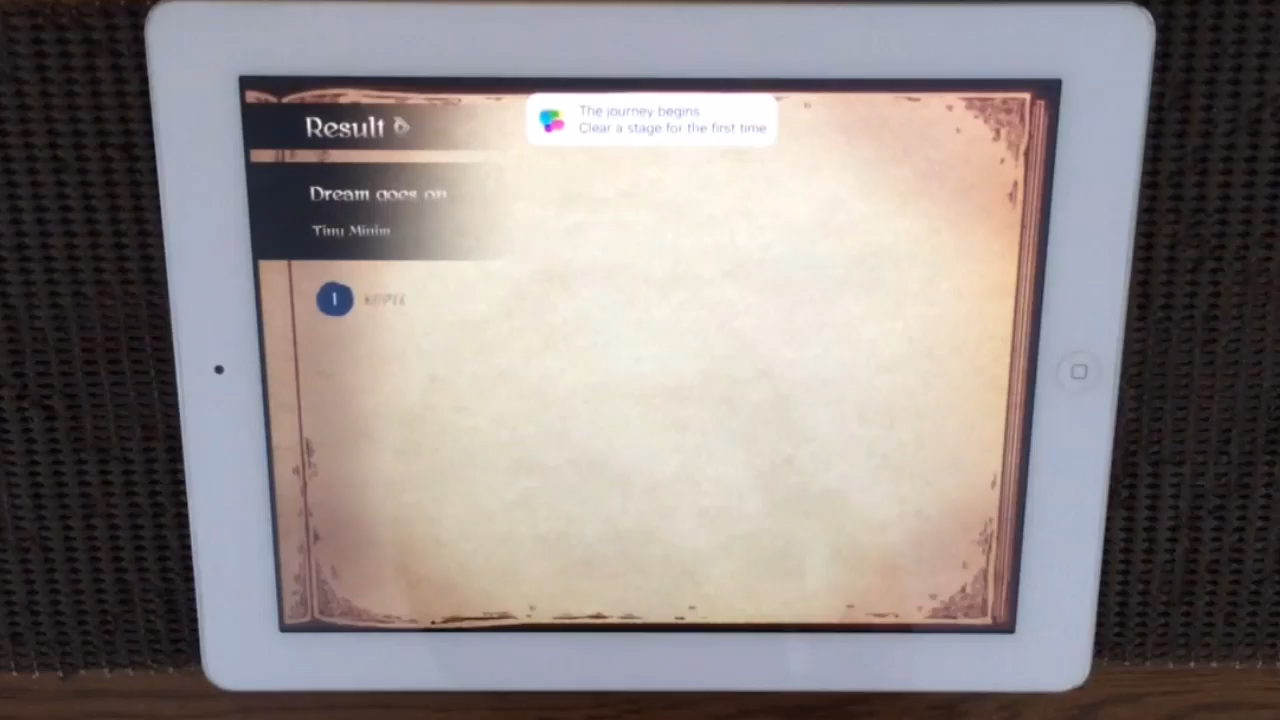 Result
The journey begins
Clear a stage for the first time
Dream goes on
Tiny Minim
1